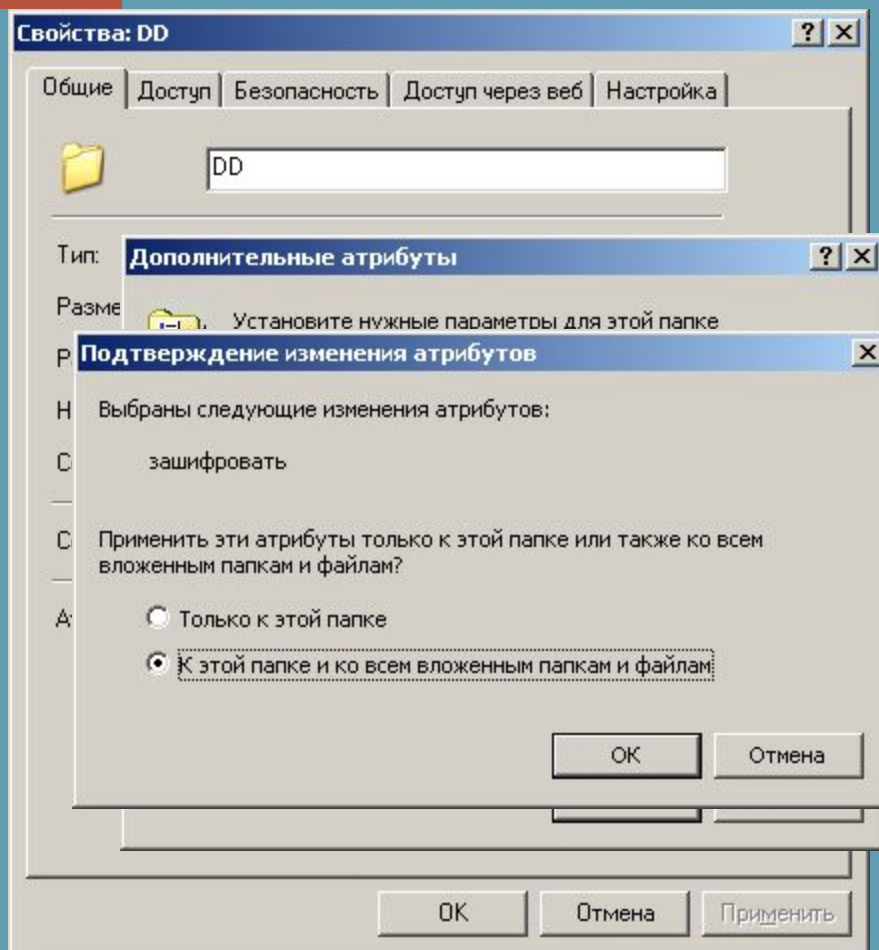 Свойства: DD
Общие Доступ Безопасность Доступ через веб Настройка
DD
Тип:
Дополнительные атрибуты
Установите нужные параметры для этой папке
Подтверждение изменения атрибутов
Выбраны следующие изменения атрибутов:
зашифровать
Применить эти атрибуты только к этой папке или также ко всем
вложенным папкам и файлам?
Только к этой папке
К этой папке и ко всем вложенным папкам и файлам
ОК Отмена
ОК Отмена Применить